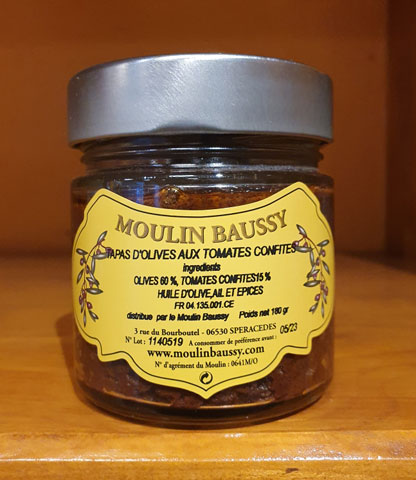 MOULIN BAUSSY
TAPAS D'OLIVES AUX TOMATES CONFITES
ingredients
OLIVES 60 %, TOMATES CONFITES15 %
HUILE D'OLIVE,AIL ET EPICES
FR 04.135.001.CE
distribue par le Moulin Baussy Poids net 180 gr
3 rue du Bourboutel - 06530 SPERACEDES
N° Lot : 1140519 A consommer de préférence avant : 05/23
www.moulinbaussy.com
N° d'agrément du Moulin : 0641M/O